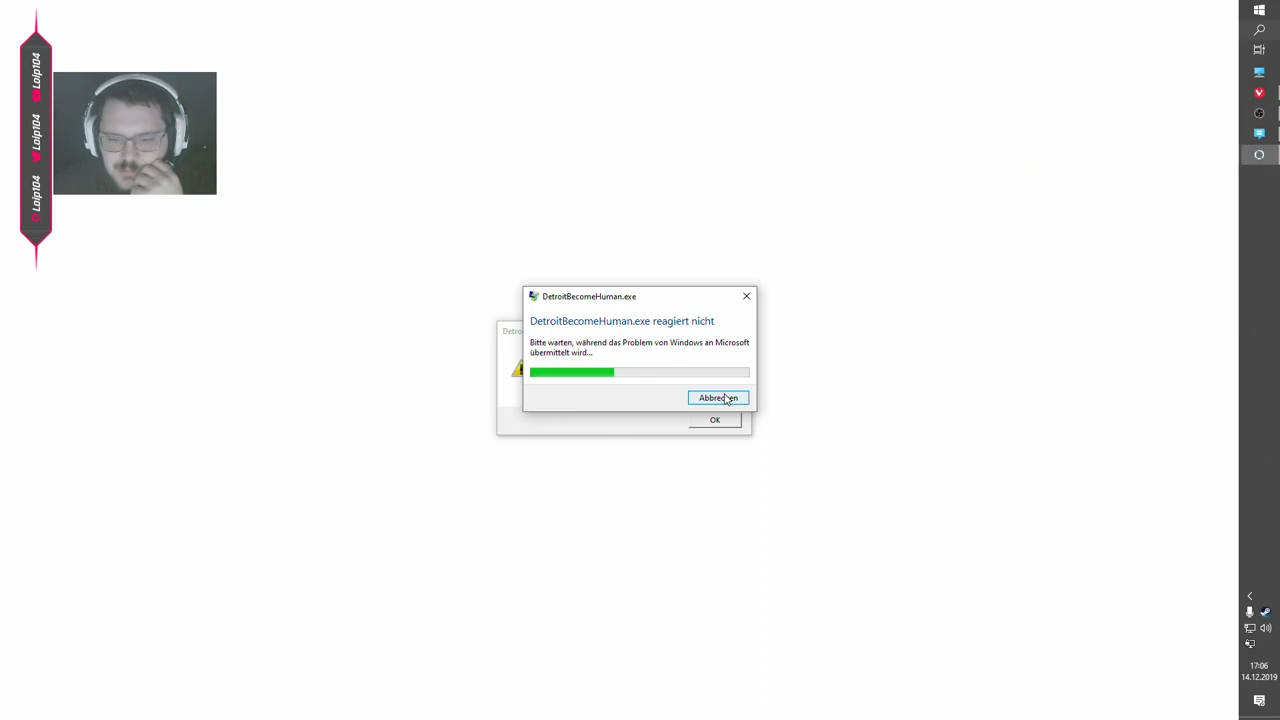 Loip104
Loip104
Loip104
DetroitBecomeHuman.exe
DetroitBecomeHuman.exe reagiert nicht
Bitte warten, während das Problem von Windows an Microsoft
übermittelt wird...
Abbrechen
Detro
OK
17:06
14.12.2019